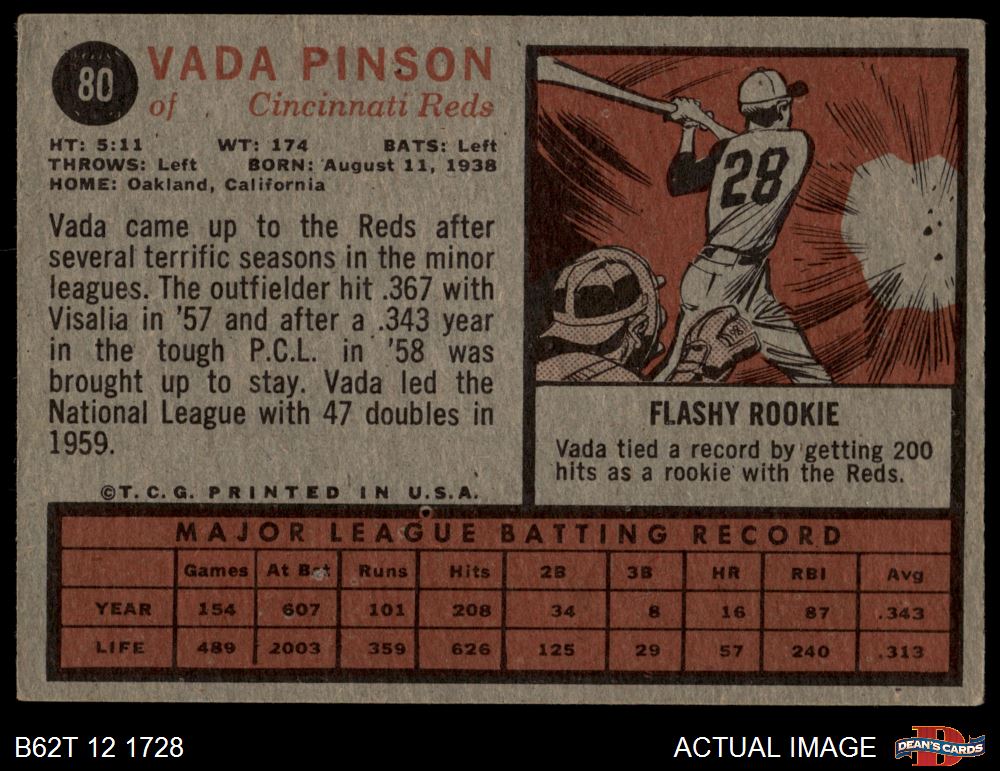 80
VADA PINSON
of Cincinnati Reds
HT: 5:11 WT: 174 BATS: Left
THROWS: Left BORN: August 11, 1938
HOME: Oakland, California
Vada came up to the Reds after
several terrific seasons in the minor
leagues. The outfielder hit .367 with
Visalia in '57 and after a .343 year
in the tough P.C.L. in '58 was
brought up to stay. Vada led the
National League with 47 doubles in
1959.
©T.C.G. PRINTED IN U.S.A.
28
FLASHY ROOKIE
Vada tied a record by getting 200
hits as a rookie with the Reds.
MAJOR LEAGUE BATTING RECORD
Games At Bat Runs Hits 2B 3B HR RBI Avg
YEAR 154 607 101 208 34 8 16 87 .343
LIFE 489 2003 359 626 125 29 57 240 .313
B62T 12 1728
ACTUAL IMAGE
DEAN'S CARDS